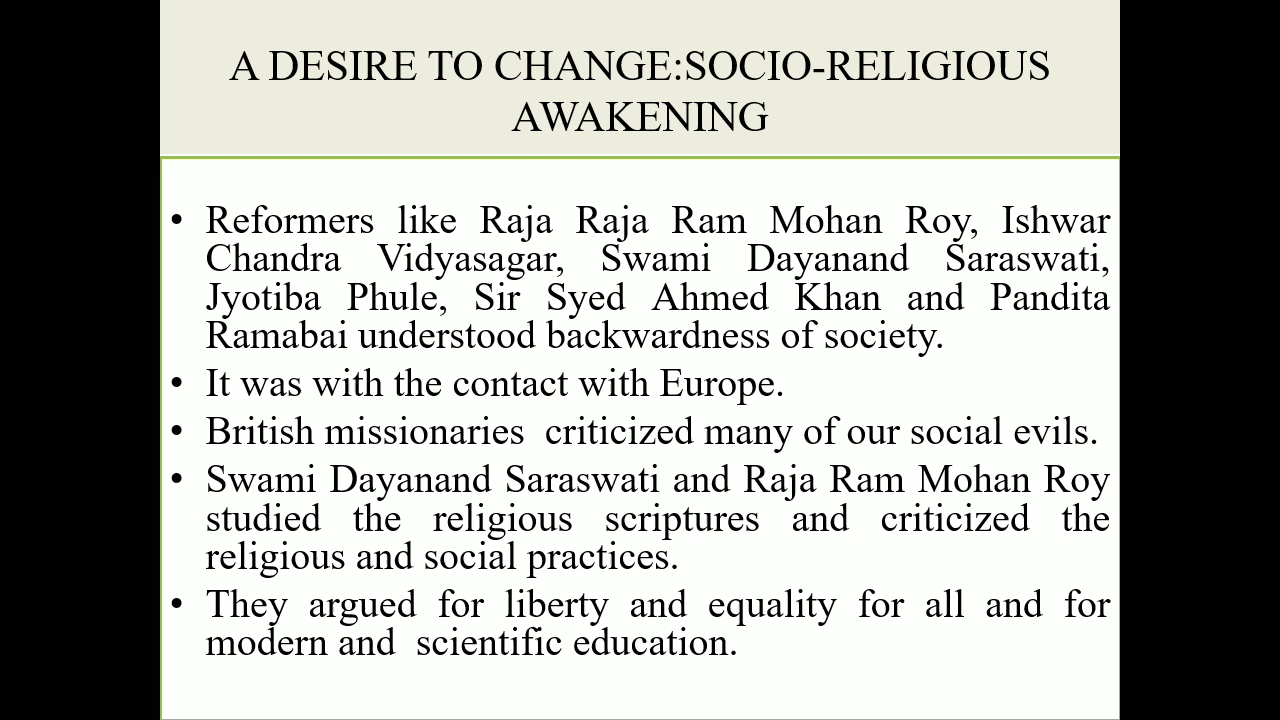 A DESIRE TO CHANGE:SOCIO-RELIGIOUS
AWAKENING
• Reformers like Raja Raja Ram Mohan Roy, Ishwar
Chandra Vidyasagar, Swami Dayanand Saraswati,
Jyotiba Phule, Sir Syed Ahmed Khan and Pandita
Ramabai understood backwardness of society.
• It was with the contact with Europe.
• British missionaries  criticized many of our social evils.
• Swami Dayanand Saraswati and Raja Ram Mohan Roy
studied the religious scriptures and criticized the
religious and social practices.
• They argued for liberty and equality for all and for
modern and  scientific education.